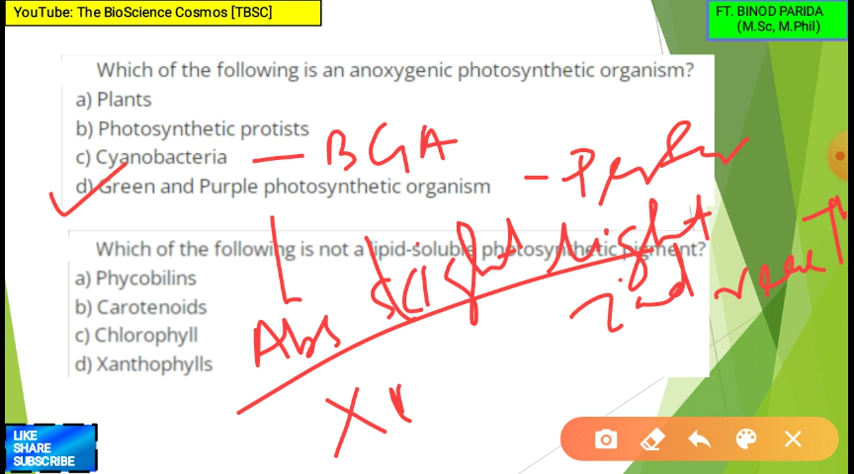 YouTube: The BioScience Cosmos [TBSC]
FT. BINOD PARIDA
(M.Sc, M.Phil)
Which of the following is an anoxygenic photosynthetic organism?
a) Plants
b) Photosynthetic protists
c) Cyanobacteria — BGA
d) Green and Purple photosynthetic organism
Which of the following is not a lipid-soluble photosynthetic pigment?
a) Phycobilins
b) Carotenoids
c) Chlorophyll
d) Xanthophylls
LIKE
SHARE
SUBSCRIBE